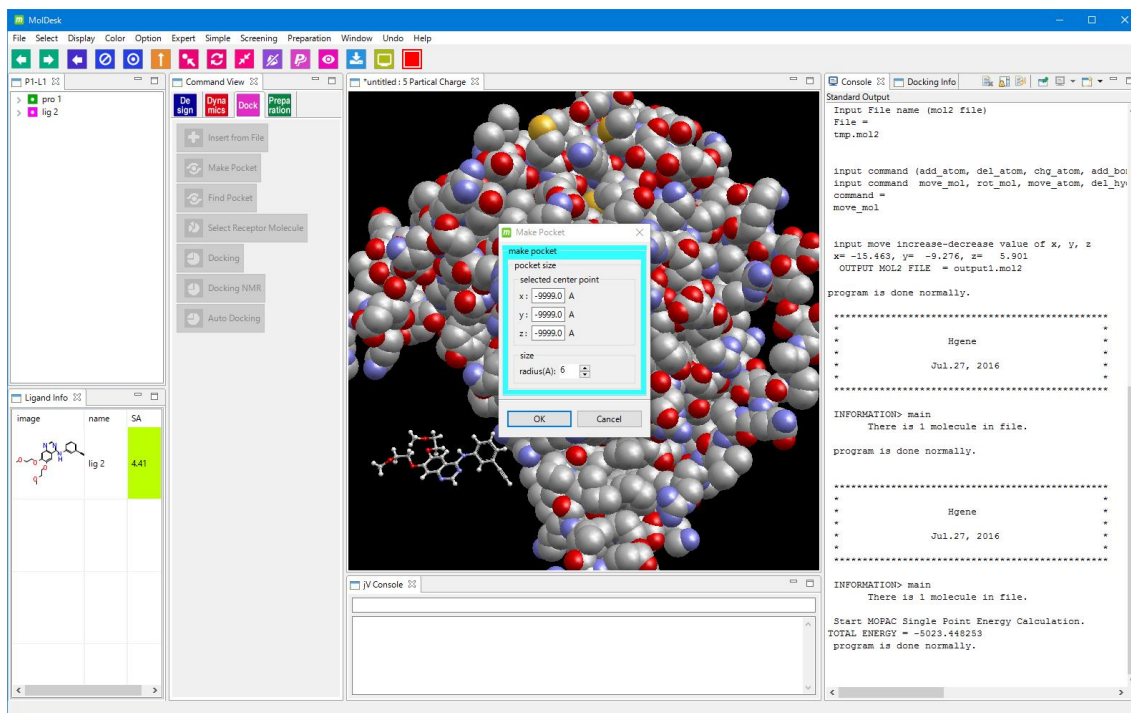 MolDesk
File Select Display Color Option Expert Simple Screening Preparation Window Undo Help
P1-L1
pro 1
lig 2
Command View
De sign
Dyna mics
Dock
Prepa ration
Insert from File
Make Pocket
Find Pocket
Select Receptor Molecule
Docking
Docking NMR
Auto Docking
Ligand Info
image name SA
lig 2 4.41
*untitled : 5 Partical Charge
Make Pocket
make pocket
pocket size
selected center point
x : -9999.0 A
y : -9999.0 A
z : -9999.0 A
size
radius(A): 6
OK Cancel
jV Console
Console Docking Info
Standard Output
Input File name (mol2 file)
File =
tmp.mol2
input command (add_atom, del_atom, chg_atom, add_bo
input command move_mol, rot_mol, move_atom, del_hy
command =
move_mol
input move increase-decrease value of x, y, z
x= -15.463, y= -9.276, z= 5.901
OUTPUT MOL2 FILE = output1.mol2
program is done normally.
************************************************
* *
* Hgene *
* *
* Jul.27, 2016 *
* *
************************************************
INFORMATION> main
There is 1 molecule in file.
program is done normally.
************************************************
* *
* Hgene *
* *
* Jul.27, 2016 *
* *
************************************************
INFORMATION> main
There is 1 molecule in file.
Start MOPAC Single Point Energy Calculation.
TOTAL ENERGY = -5023.448253
program is done normally.